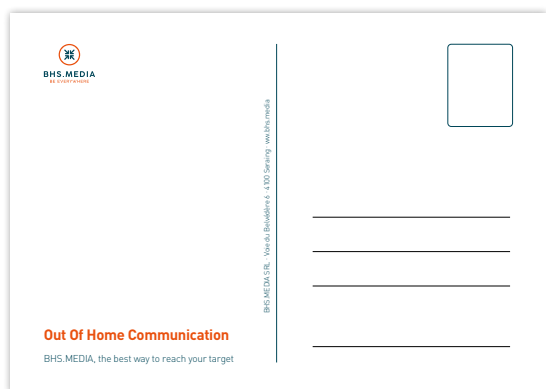 BHS.MEDIA
BE EVERYWHERE
BHS.MEDIA SRL · Voie du Belvédère 6 · 4100 Seraing · ww.bhs.media
Out Of Home Communication
BHS.MEDIA, the best way to reach your target